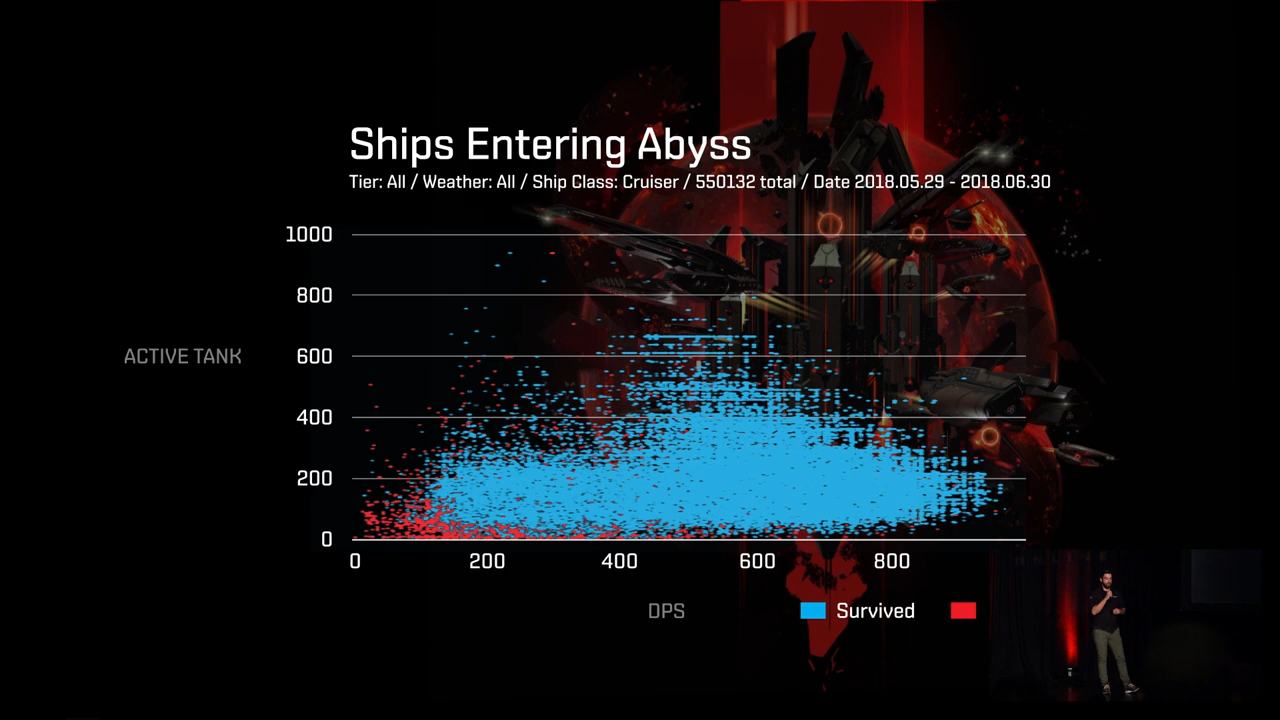 Ships Entering Abyss
Tier: All / Weather: All / Ship Class: Cruiser / 550132 total / Date 2018.05.29 - 2018.06.30
1000
800
ACTIVE TANK
600
400
200
0
0 200 400 600 800
DPS
Survived